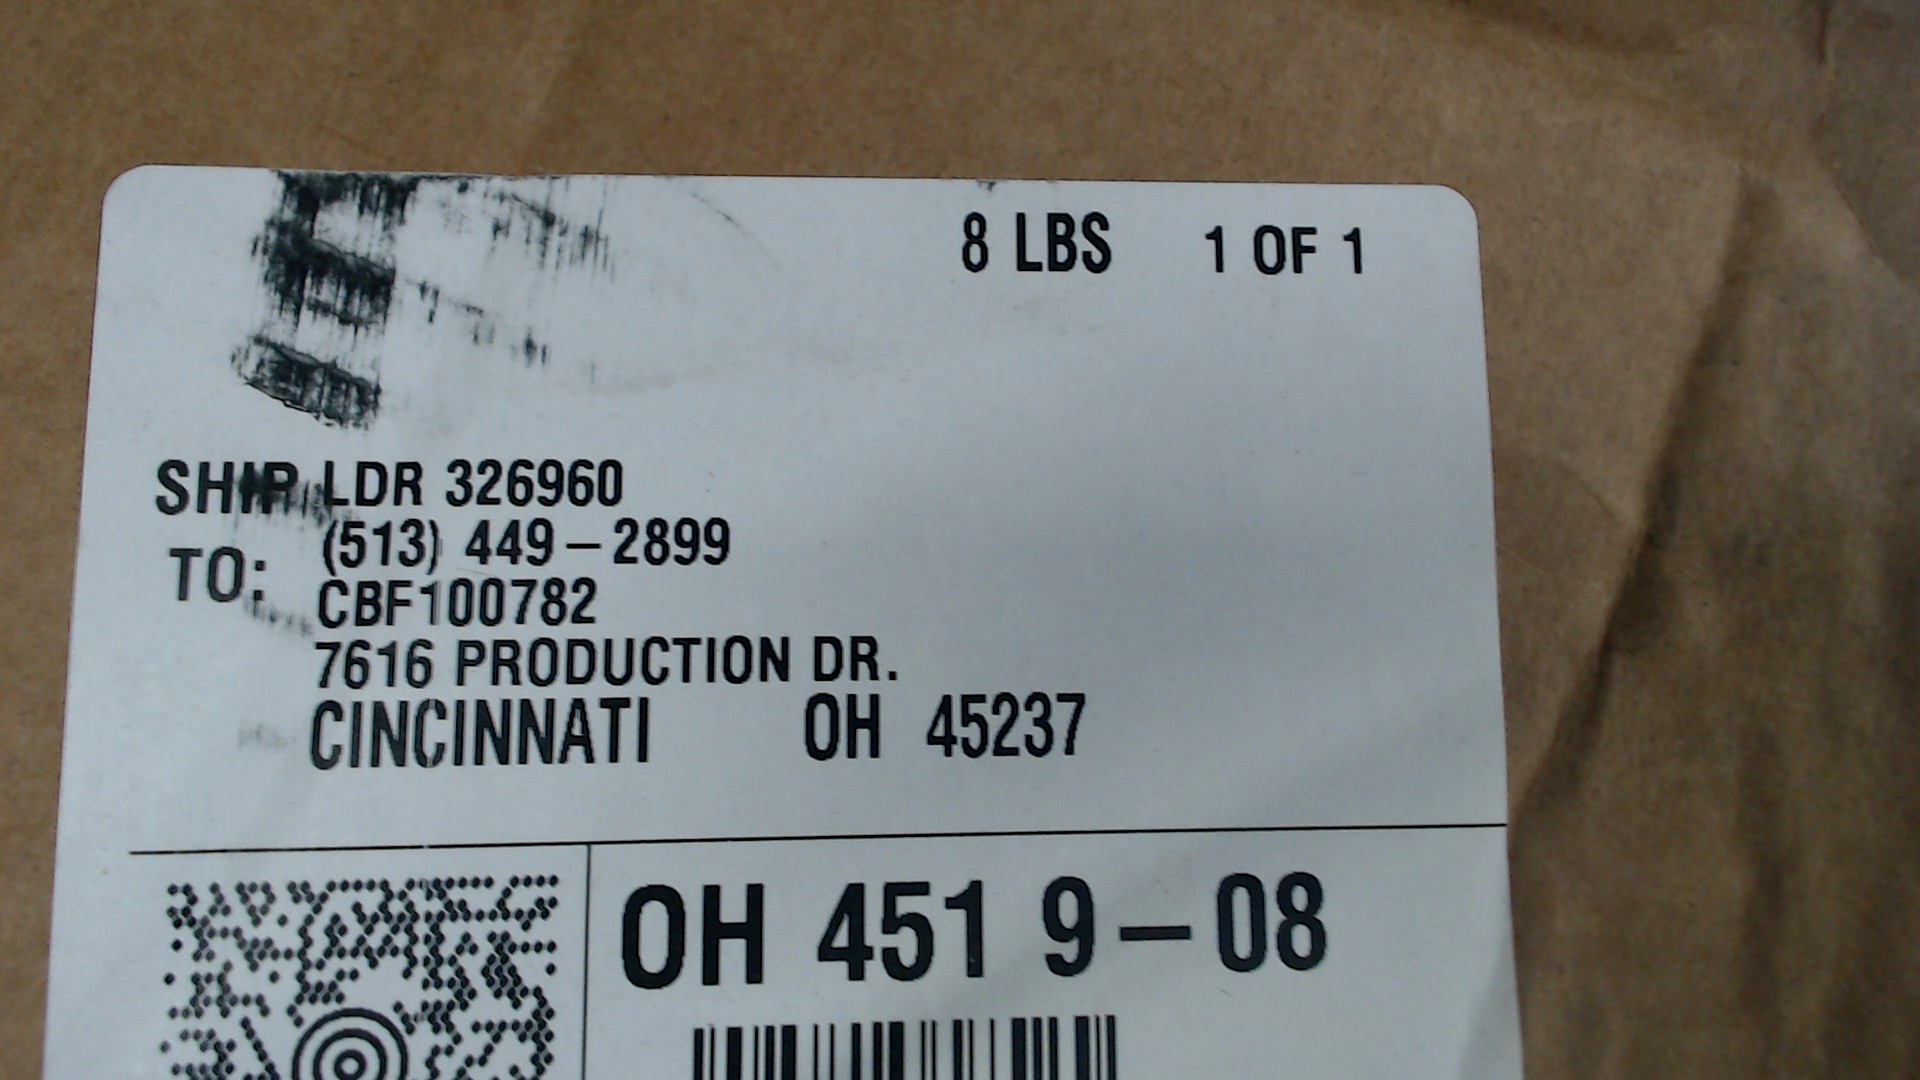 8 LBS 1 OF 1
SHIP LDR 326960
(513) 449-2899
TO: CBF100782
7616 PRODUCTION DR.
CINCINNATI OH 45237
OH 451 9-08